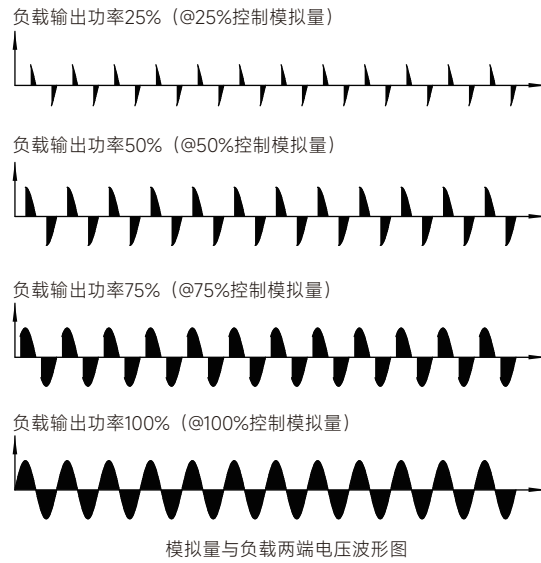 负载输出功率25%（@25%控制模拟量）
负载输出功率50%（@50%控制模拟量）
负载输出功率75%（@75%控制模拟量）
负载输出功率100%（@100%控制模拟量）
模拟量与负载两端电压波形图